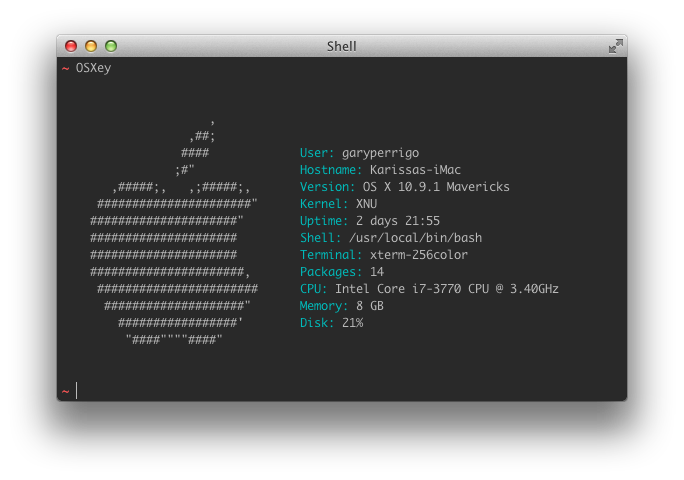 Shell
~ OSXey
                     ,
                  ,##;
                 ####             User: garyperrigo
                ;#"               Hostname: Karissas-iMac
       ,#####;,   ,;#####;,       Version: OS X 10.9.1 Mavericks
     ######################"      Kernel: XNU
    #####################"        Uptime: 2 days 21:55
    #####################         Shell: /usr/local/bin/bash
    #####################         Terminal: xterm-256color
    ######################,       Packages: 14
     #######################      CPU: Intel Core i7-3770 CPU @ 3.40GHz
      ####################"       Memory: 8 GB
        #################'        Disk: 21%
         "####""""####"
~